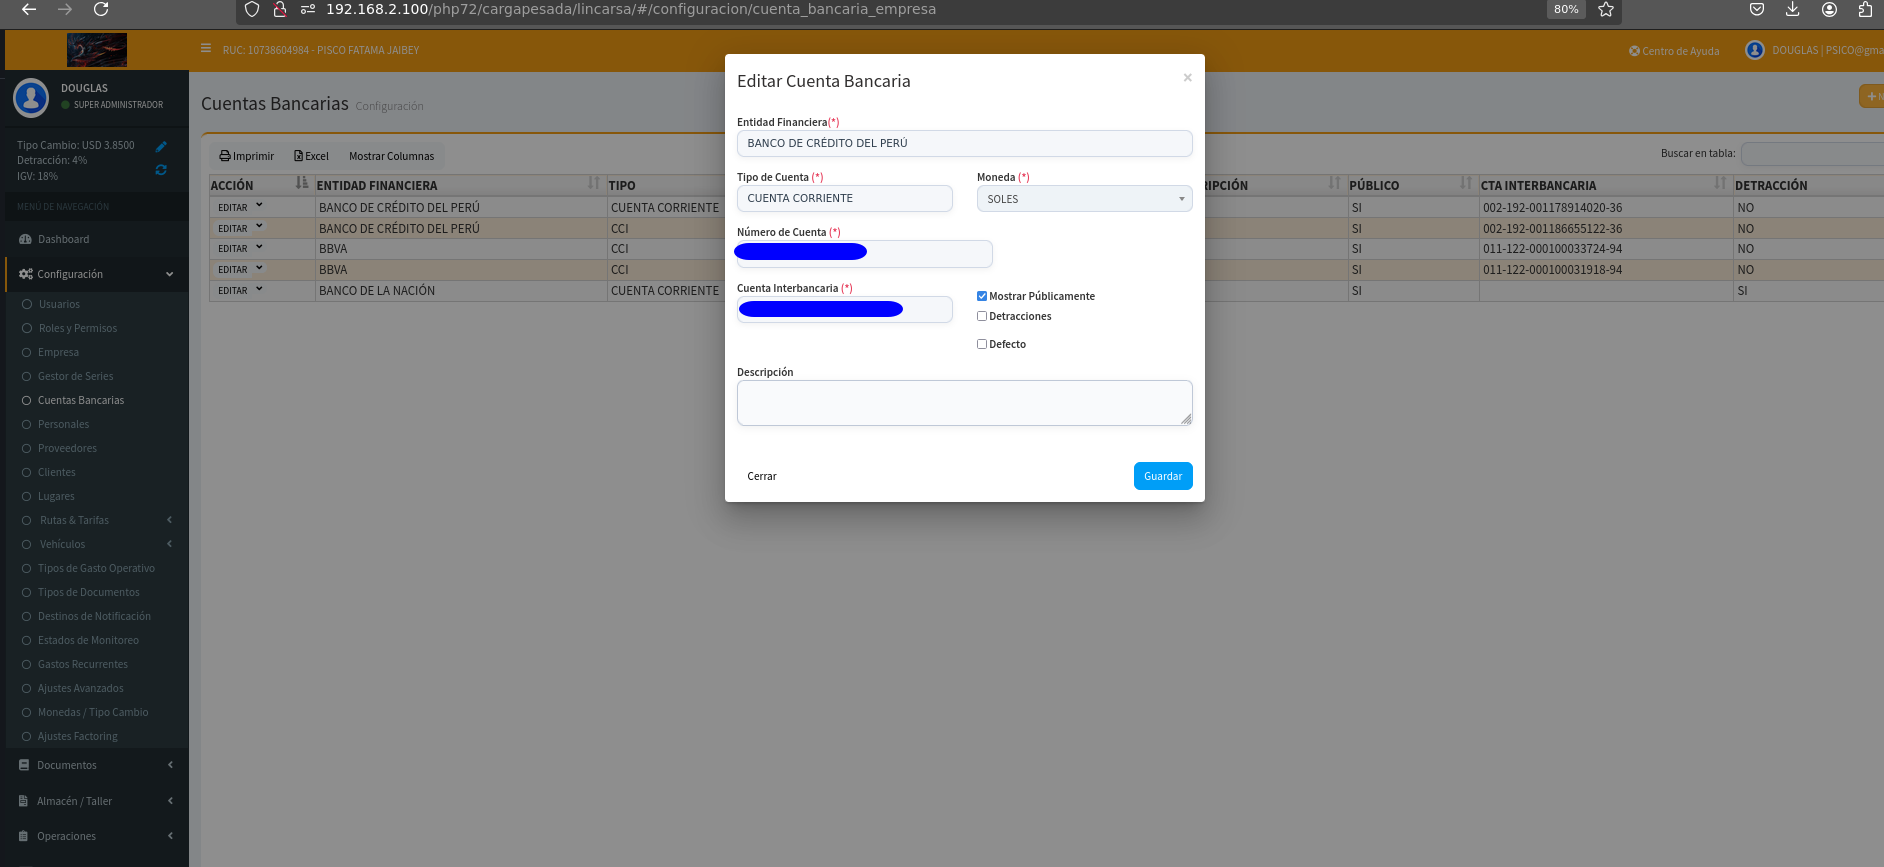 192.168.2.100/php72/cargapesada/lincarsa/#/configuracion/cuenta_bancaria_empresa
80%
RUC: 10738604984 - PISCO FATAMA JAIBEY
Centro de Ayuda
DOUGLAS | PSICO@gma
DOUGLAS
SUPER ADMINISTRADOR
Tipo Cambio: USD 3.8500
Detracción: 4%
IGV: 18%
MENÚ DE NAVEGACIÓN
Dashboard
Configuración
Usuarios
Roles y Permisos
Empresa
Gestor de Series
Cuentas Bancarias
Personales
Proveedores
Clientes
Lugares
Rutas & Tarifas
Vehículos
Tipos de Gasto Operativo
Tipos de Documentos
Destinos de Notificación
Estados de Monitoreo
Gastos Recurrentes
Ajustes Avanzados
Monedas / Tipo Cambio
Ajustes Factoring
Documentos
Almacén / Taller
Operaciones
Cuentas Bancarias Configuración
Imprimir Excel Mostrar Columnas
Buscar en tabla:
ACCIÓN ENTIDAD FINANCIERA TIPO RIPCIÓN PÚBLICO CTA INTERBANCARIA DETRACCIÓN
EDITAR BANCO DE CRÉDITO DEL PERÚ CUENTA CORRIENTE SI 002-192-001178914020-36 NO
EDITAR BANCO DE CRÉDITO DEL PERÚ CCI SI 002-192-001186655122-36 NO
EDITAR BBVA CCI SI 011-122-000100033724-94 NO
EDITAR BBVA CCI SI 011-122-000100031918-94 NO
EDITAR BANCO DE LA NACIÓN CUENTA CORRIENTE SI SI
Editar Cuenta Bancaria ×
Entidad Financiera(*)
BANCO DE CRÉDITO DEL PERÚ
Tipo de Cuenta (*) Moneda (*)
CUENTA CORRIENTE SOLES
Número de Cuenta (*)
Cuenta Interbancaria (*)
Mostrar Públicamente
Detracciones
Defecto
Descripción
Cerrar Guardar